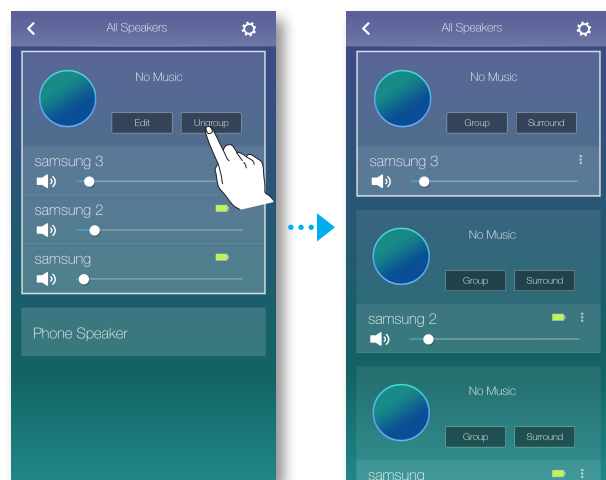 All Speakers
No Music
Edit Ungroup
samsung 3
samsung 2
samsung
Phone Speaker
All Speakers
No Music
Group Surround
samsung 3
No Music
Group Surround
samsung 2
No Music
Group Surround
samsung